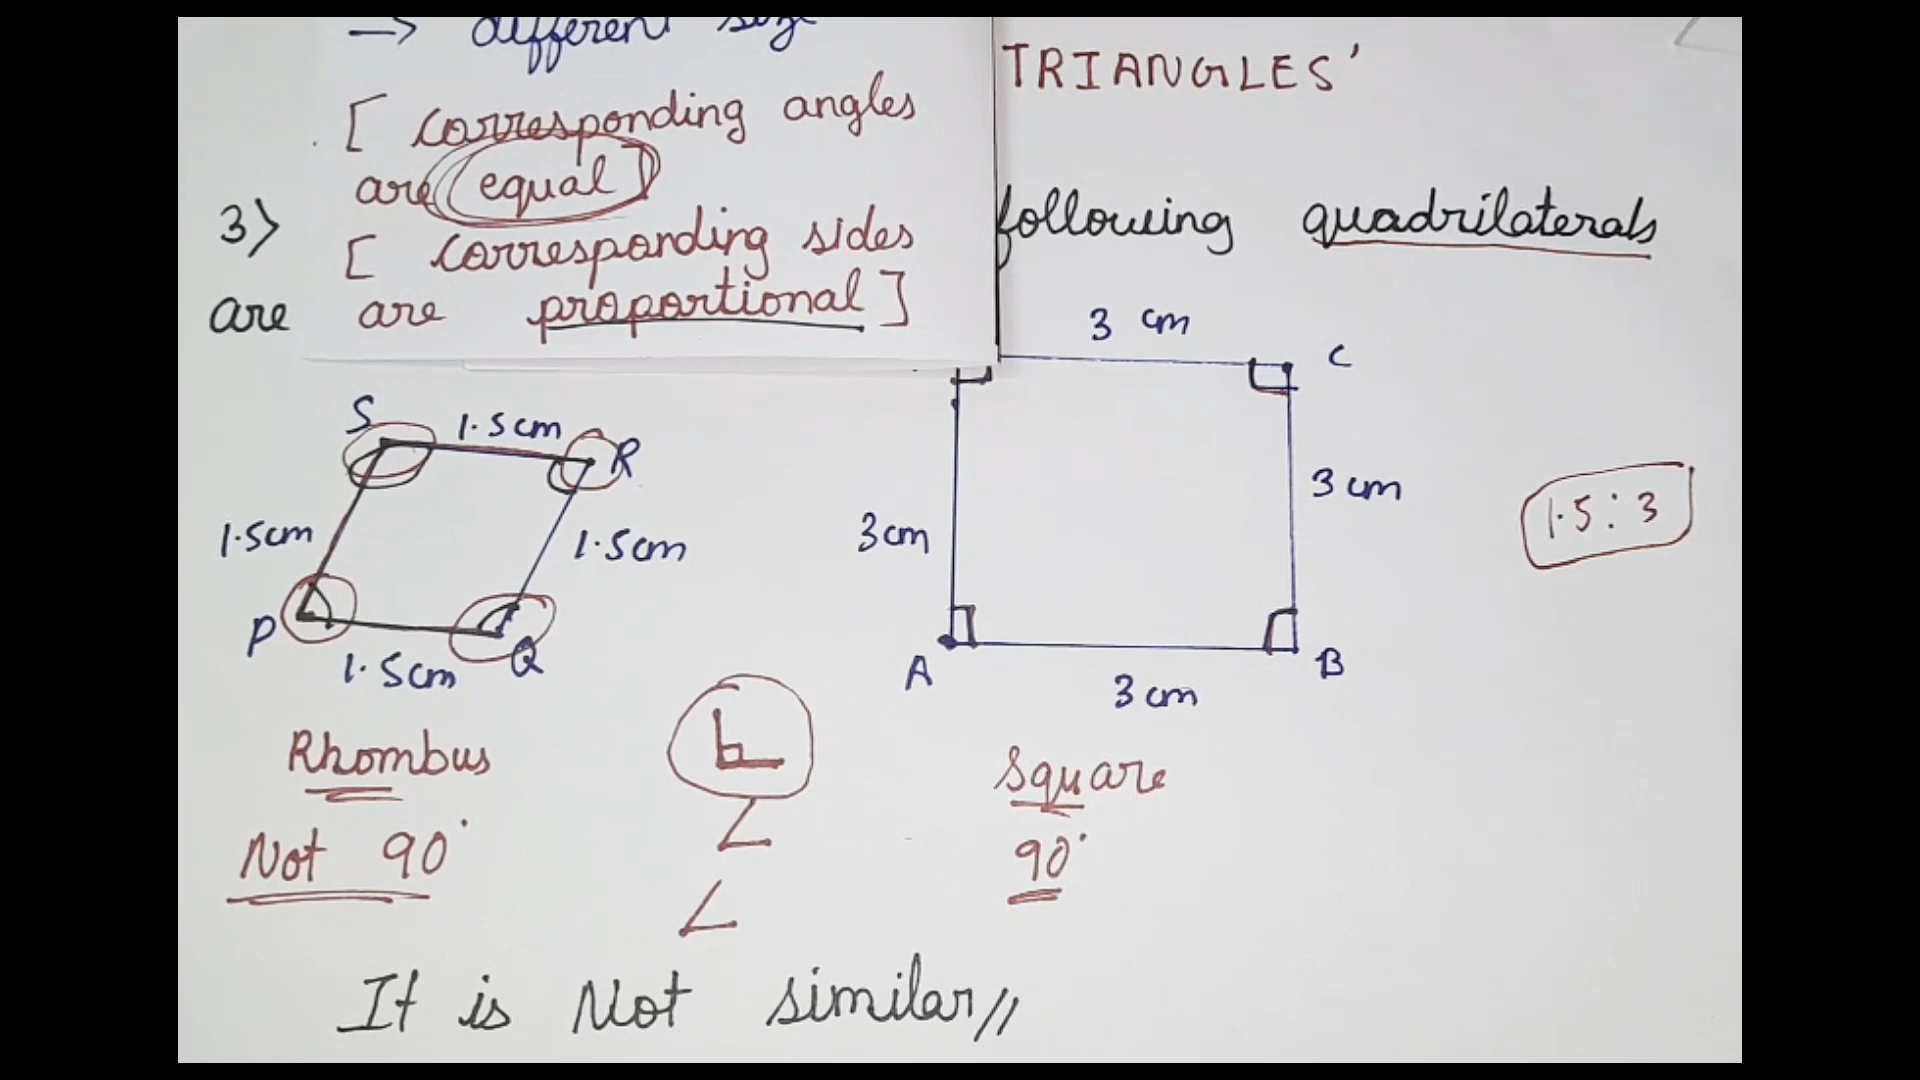 → different size
TRIANGLES'
[ corresponding angles
are (equal]
3) following quadrilaterals
[ corresponding sides
are are proportional]
3 cm
C
S 1.5cm R
3 cm
1.5 : 3
1.5cm 1.5cm 3cm
P Q
1.5cm
A B
3 cm
Rhombus Square
Not 90° 90°
It is Not similar //